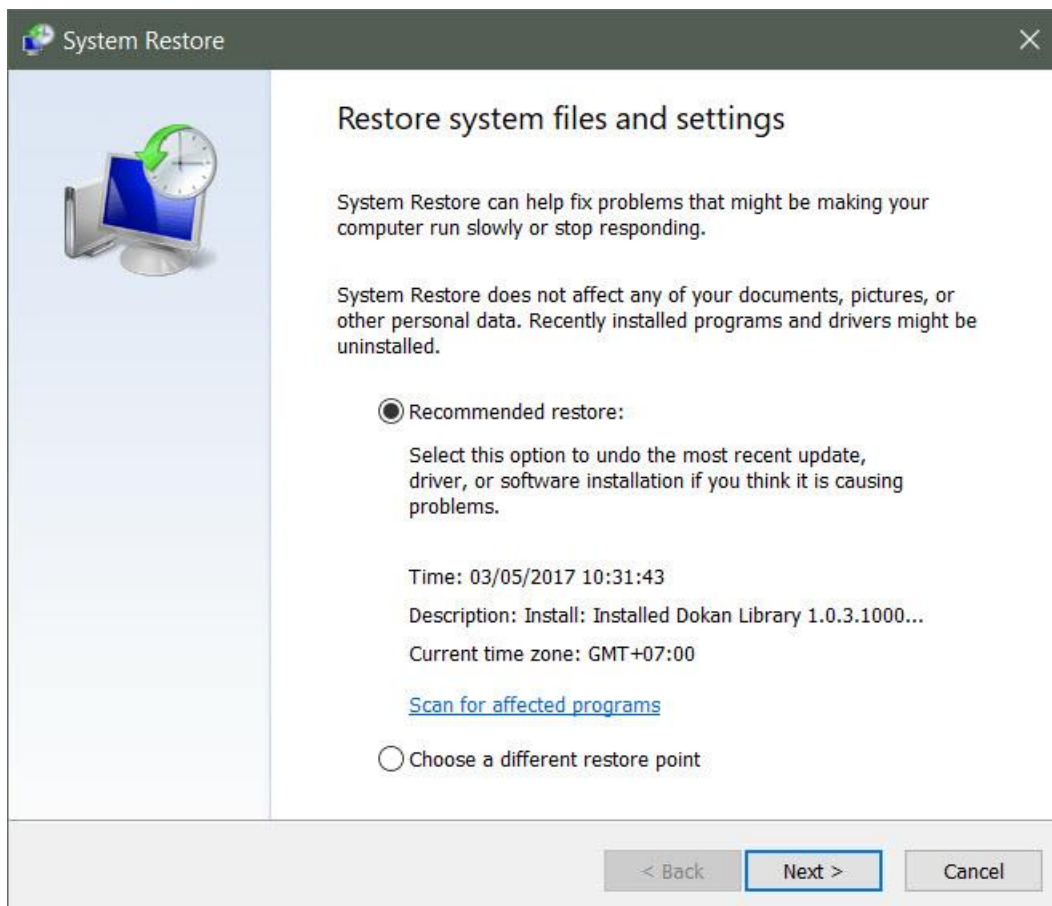 System Restore
Restore system files and settings
System Restore can help fix problems that might be making your
computer run slowly or stop responding.
System Restore does not affect any of your documents, pictures, or
other personal data. Recently installed programs and drivers might be
uninstalled.
Recommended restore:
Select this option to undo the most recent update,
driver, or software installation if you think it is causing
problems.
Time: 03/05/2017 10:31:43
Description: Install: Installed Dokan Library 1.0.3.1000...
Current time zone: GMT+07:00
Scan for affected programs
Choose a different restore point
< Back
Next >
Cancel